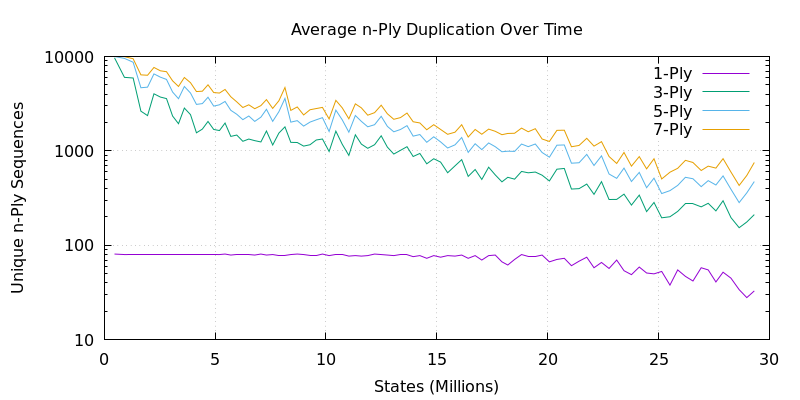 Average n-Ply Duplication Over Time
Unique n-Ply Sequences
10000
1000
100
10
1-Ply
3-Ply
5-Ply
7-Ply
0 5 10 15 20 25 30
States (Millions)